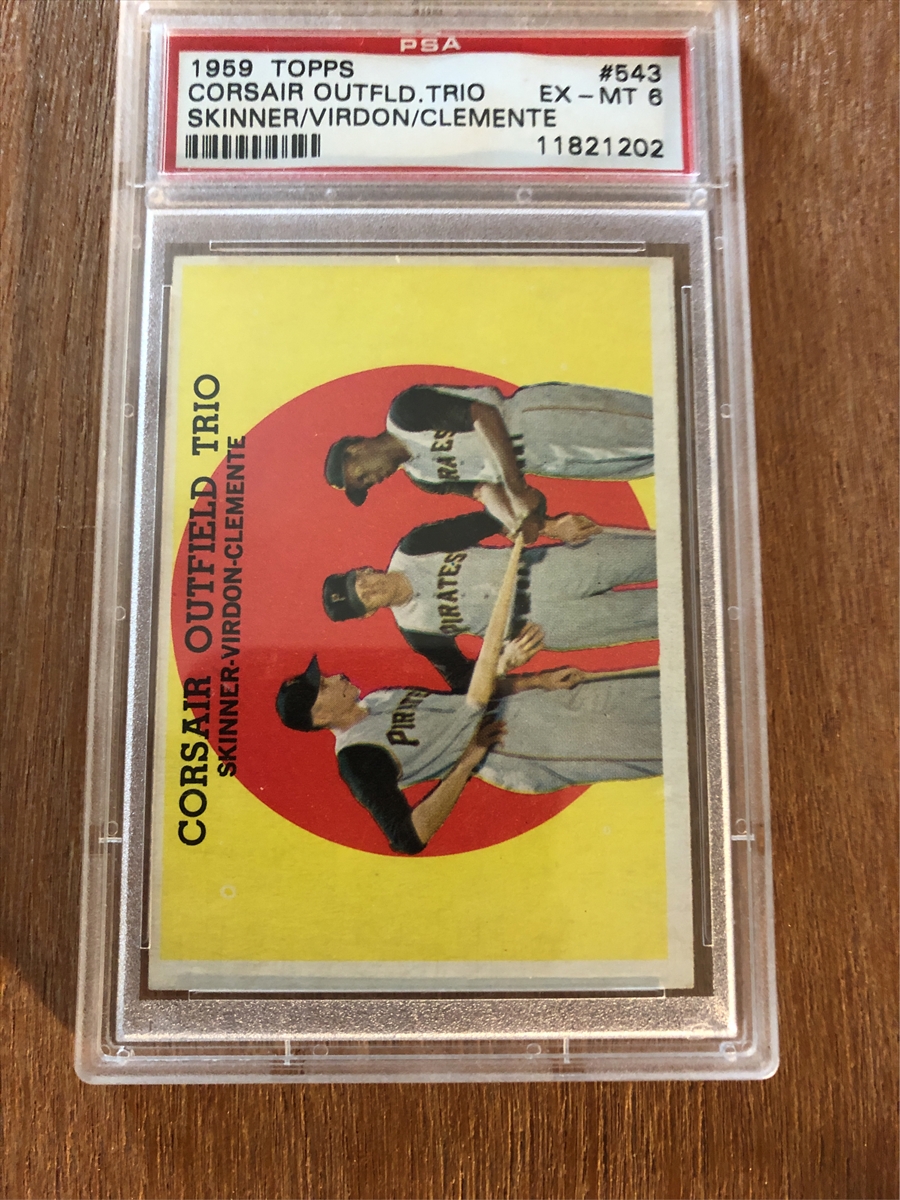 PSA
1959 TOPPS #543
CORSAIR OUTFLD.TRIO EX-MT 6
SKINNER/VIRDON/CLEMENTE
11821202
CORSAIR OUTFIELD TRIO
SKINNER-VIRDON-CLEMENTE
PIRATES
P